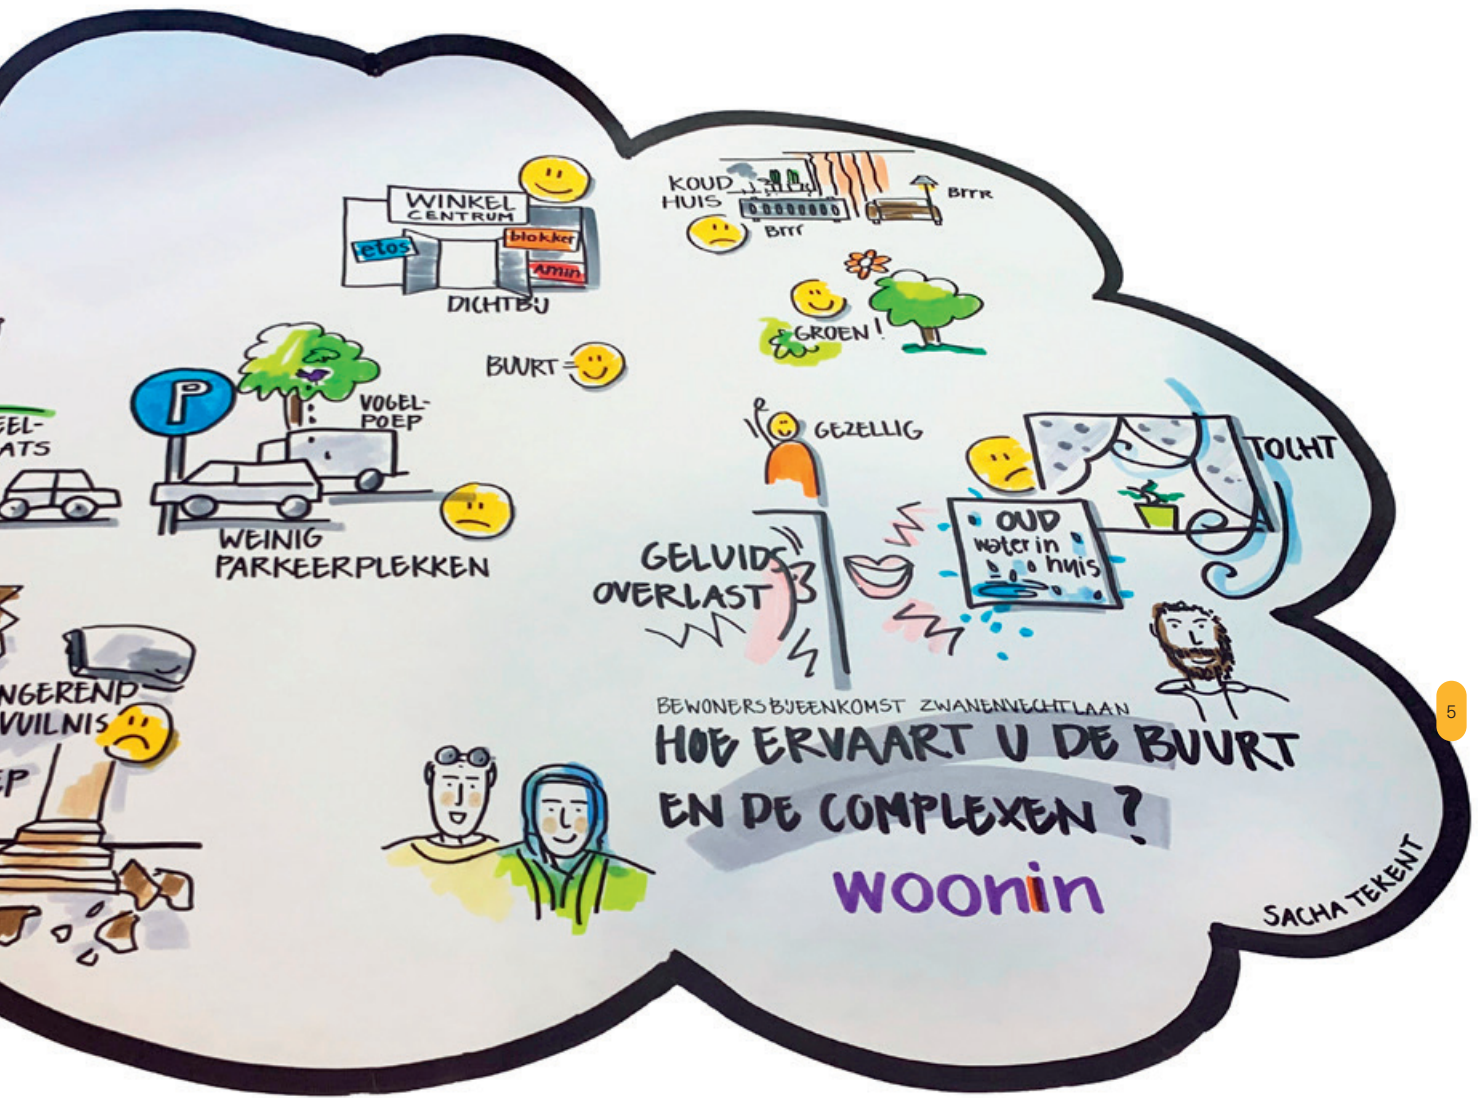 WINKEL
CENTRUM
etos
blokker
Amin
DICHTBIJ
BUURT =
KOUD
HUIS
Brrr
Brrr
GROEN!
P
VOGEL-
POEP
WEINIG
PARKEERPLEKKEN
GEZELLIG
TOCHT
OUD
water in
huis
GELUIDS
OVERLAST
NGEREND
VUILNIS
BEWONERSBIJEENKOMST ZWANENVECHTLAAN
HOE ERVAART U DE BUURT
EN DE COMPLEXEN?
woonin
SACHA TEKENT
5